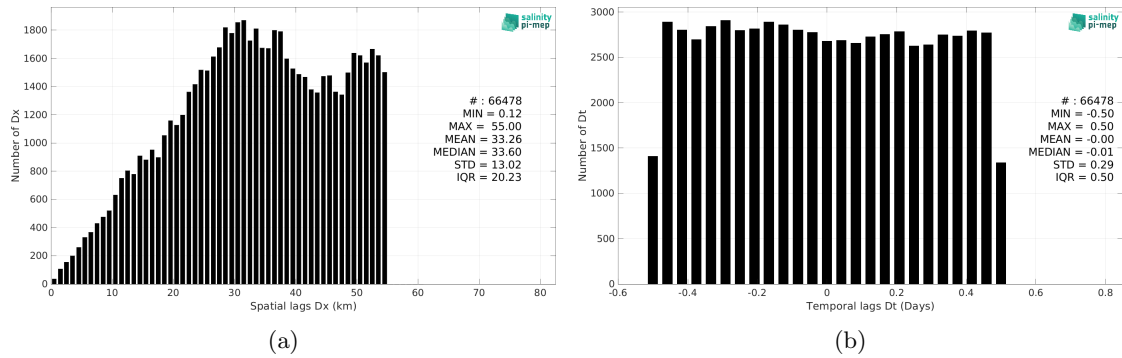 salinity
pi-mep
Number of Dx
1800
1600
1400
1200
1000
800
600
400
200
0
# : 66478
MIN = 0.12
MAX = 55.00
MEAN = 33.26
MEDIAN = 33.60
STD = 13.02
IQR = 20.23
0 10 20 30 40 50 60 70 80
Spatial lags Dx (km)
(a)
salinity
pi-mep
Number of Dt
3000
2500
2000
1500
1000
500
0
# : 66478
MIN = -0.50
MAX = 0.50
MEAN = -0.00
MEDIAN = -0.01
STD = 0.29
IQR = 0.50
-0.6 -0.4 -0.2 0 0.2 0.4 0.6 0.8
Temporal lags Dt (Days)
(b)